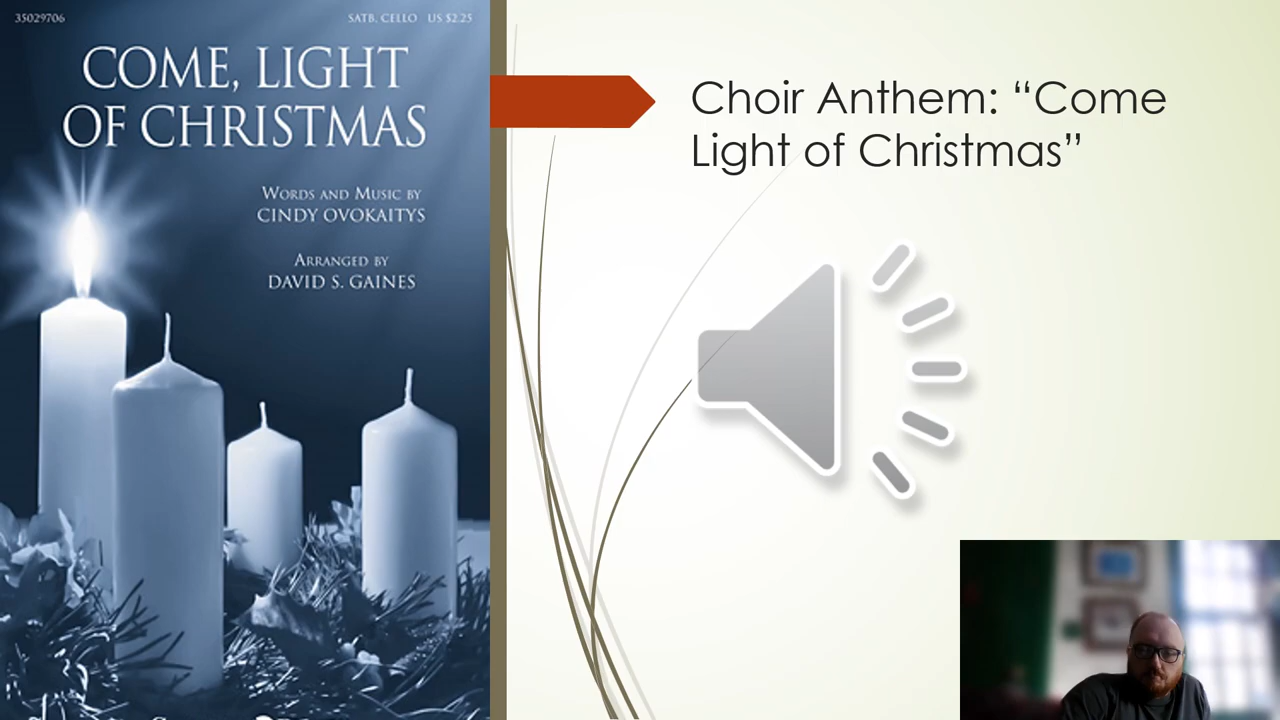 35029706 SATB, CELLO US $2.25
COME, LIGHT
OF CHRISTMAS
WORDS AND MUSIC BY
CINDY OVOKAITYS
ARRANGED BY
DAVID S. GAINES
Choir Anthem: “Come
Light of Christmas”